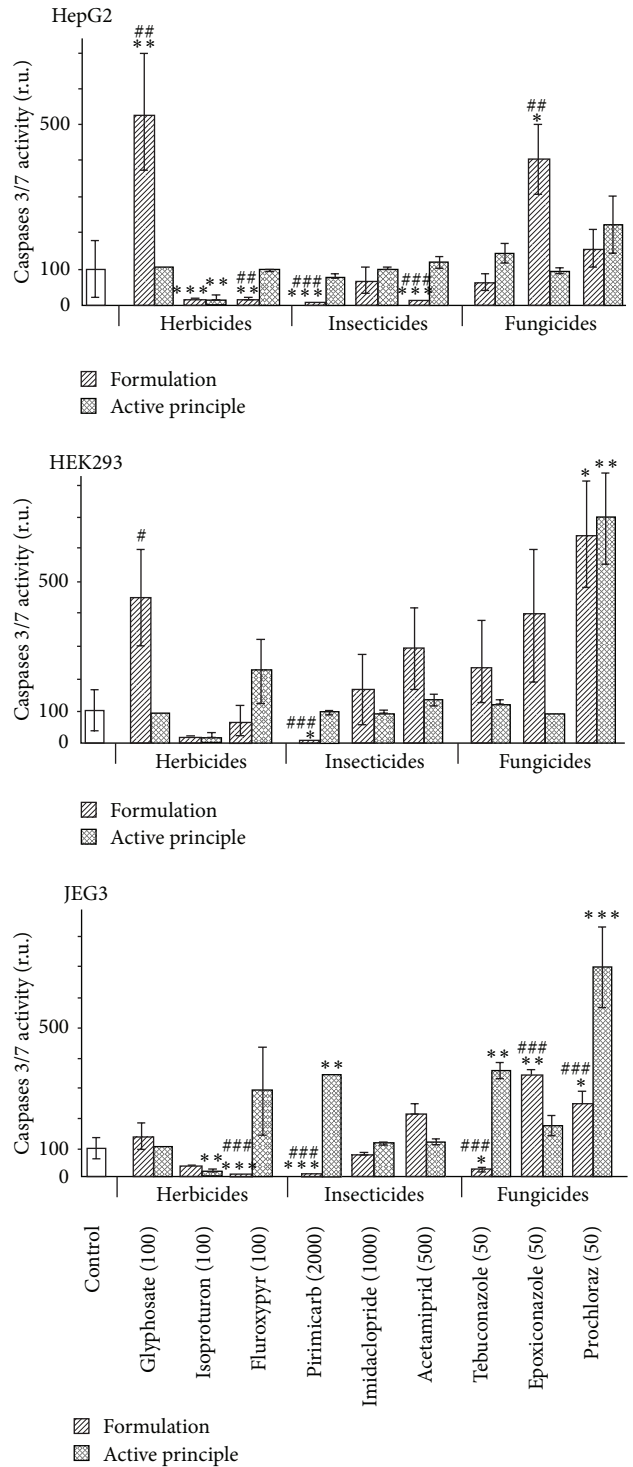 HepG2
Caspases 3/7 activity (r.u.)
500
100
0
##
**
***
**
##
**
###
***
###
***
##
*
Herbicides Insecticides Fungicides
Formulation
Active principle
HEK293
Caspases 3/7 activity (r.u.)
500
100
0
#
###
*
*
**
Herbicides Insecticides Fungicides
Formulation
Active principle
JEG3
Caspases 3/7 activity (r.u.)
500
100
0
**
###
***
###
***
**
###
*
**
###
**
###
*
***
Herbicides Insecticides Fungicides
Control
Glyphosate (100)
Isoproturon (100)
Fluroxypyr (100)
Pirimicarb (2000)
Imidaclopride (1000)
Acetamiprid (500)
Tebuconazole (50)
Epoxiconazole (50)
Prochloraz (50)
Formulation
Active principle